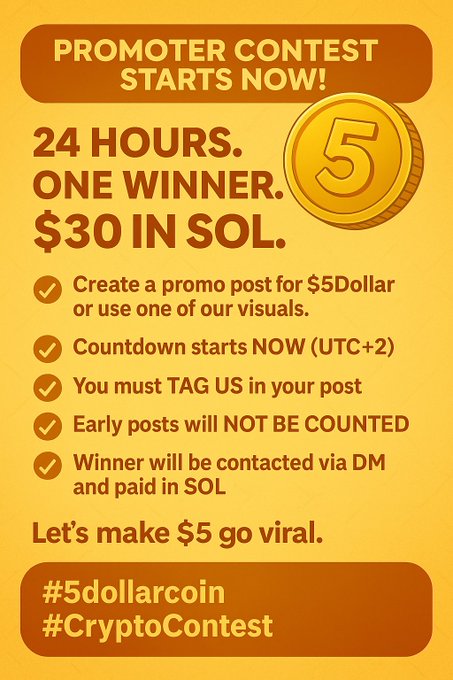 PROMOTER CONTEST
STARTS NOW!
5
24 HOURS.
ONE WINNER.
$30 IN SOL.
Create a promo post for $5Dollar
or use one of our visuals.
Countdown starts NOW (UTC+2)
You must TAG US in your post
Early posts will NOT BE COUNTED
Winner will be contacted via DM
and paid in SOL
Let's make $5 go viral.
#5dollarcoin
#CryptoContest